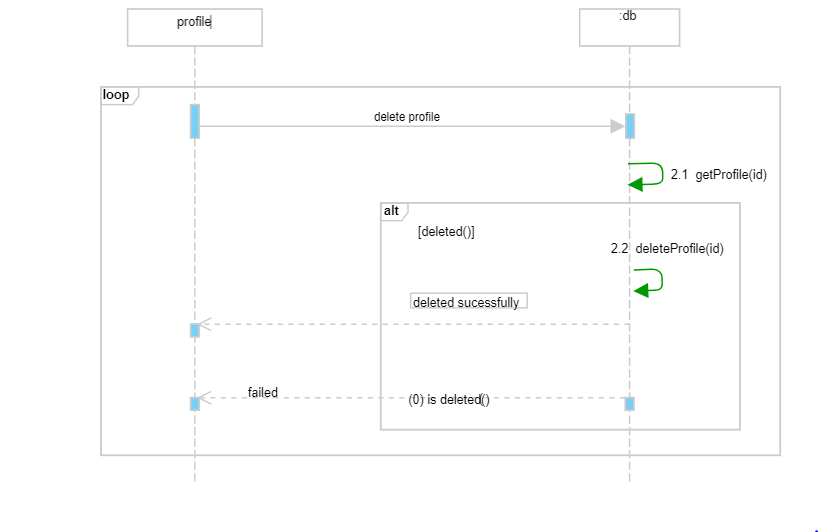 profile
:db
loop
delete profile
2.1 getProfile(id)
alt
[deleted()]
2.2 deleteProfile(id)
deleted sucessfully
failed
(0) is deleted()